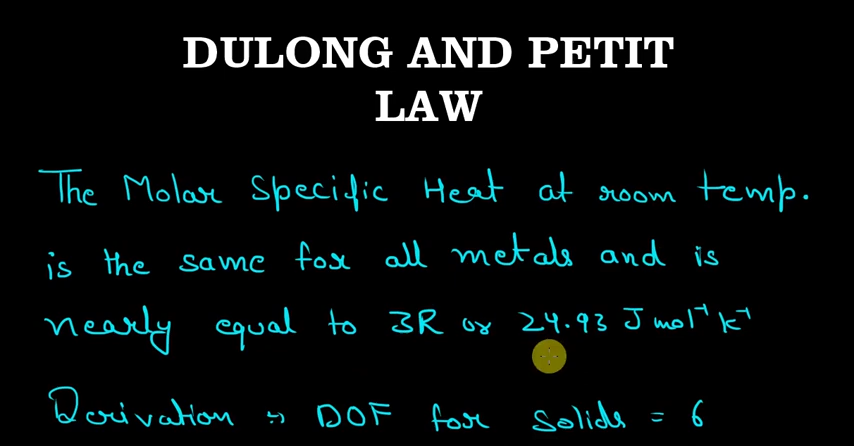 DULONG AND PETIT
LAW
The Molar Specific Heat at room temp.
is the same for all metals and is
nearly equal to 3R or 24.93 J mol⁻¹ k⁻¹
Derivation :→ DOF for Solids = 6